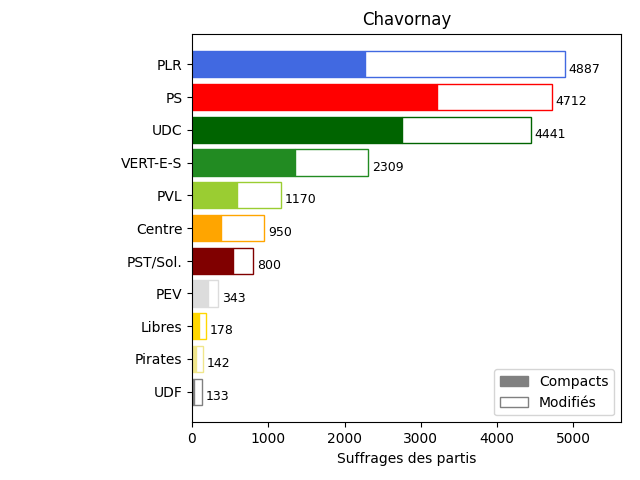 Chavornay
PLR 4887
PS 4712
UDC 4441
VERT-E-S 2309
PVL 1170
Centre 950
PST/Sol. 800
PEV 343
Libres 178
Pirates 142
UDF 133
Compacts
Modifiés
0 1000 2000 3000 4000 5000
Suffrages des partis